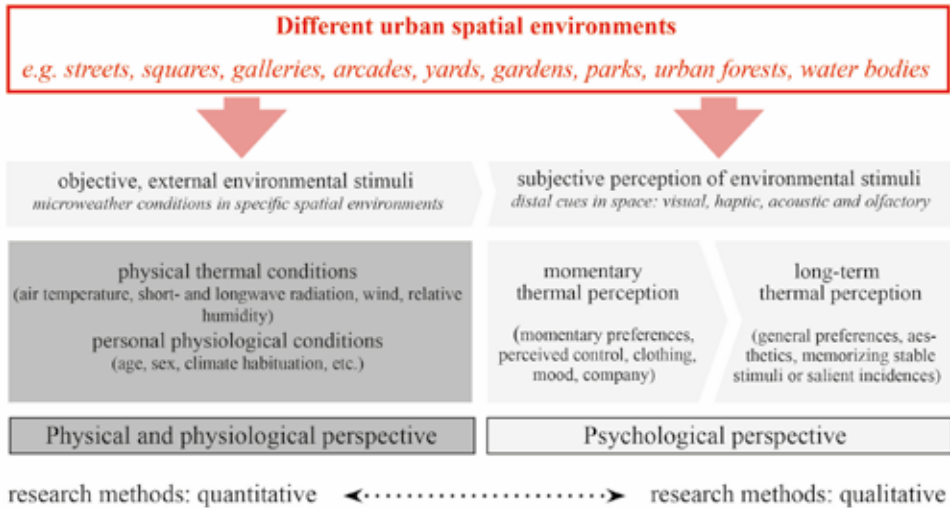 Different urban spatial environments
e.g. streets, squares, galleries, arcades, yards, gardens, parks, urban forests, water bodies
objective, external environmental stimuli
microweather conditions in specific spatial environments
subjective perception of environmental stimuli
distal cues in space: visual, haptic, acoustic and olfactory
physical thermal conditions
(air temperature, short- and longwave radiation, wind, relative
humidity)
personal physiological conditions
(age, sex, climate habituation, etc.)
momentary
thermal perception
(momentary preferences,
perceived control, clothing,
mood, company)
long-term
thermal perception
(general preferences, aes-
thetics, memorizing stable
stimuli or salient incidences)
Physical and physiological perspective
Psychological perspective
research methods: quantitative
research methods: qualitative